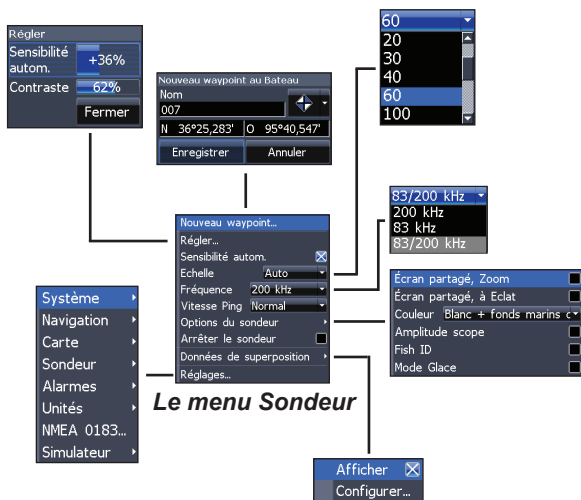 Régler
Sensibilité autom. +36%
Contraste 62%
Fermer
Nouveau waypoint au Bateau
Nom
007
N 36°25,283' O 95°40,547'
Enregistrer Annuler
60
20
30
40
60
100
83/200 kHz
200 kHz
83 kHz
83/200 kHz
Nouveau waypoint...
Régler...
Sensibilité autom.
Echelle Auto
Fréquence 200 kHz
Vitesse Ping Normal
Options du sondeur
Arrêter le sondeur
Données de superposition
Réglages...
Écran partagé, Zoom
Écran partagé, à Eclat
Couleur Blanc + fonds marins c
Amplitude scope
Fish ID
Mode Glace
Système
Navigation
Carte
Sondeur
Alarmes
Unités
NMEA 0183...
Simulateur
Le menu Sondeur
Afficher
Configurer...